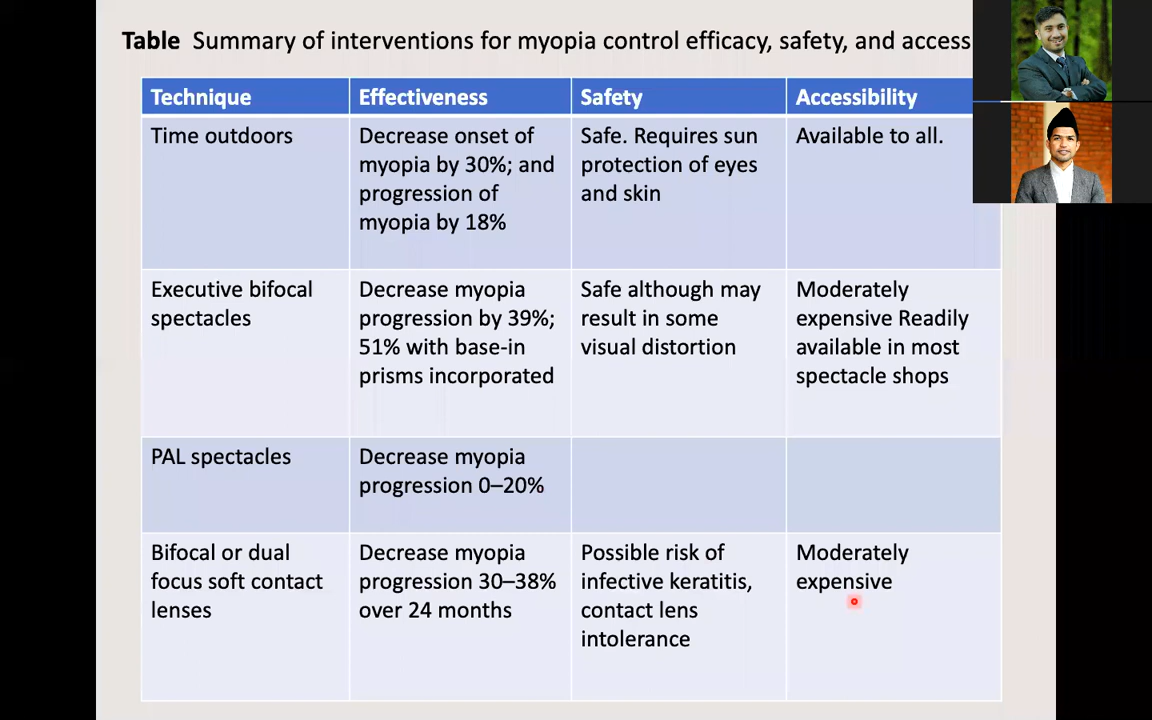 Table Summary of interventions for myopia control efficacy, safety, and access
Technique
Effectiveness
Safety
Accessibility
Time outdoors
Decrease onset of
myopia by 30%; and
progression of
myopia by 18%
Safe. Requires sun
protection of eyes
and skin
Available to all.
Executive bifocal
spectacles
Decrease myopia
progression by 39%;
51% with base-in
prisms incorporated
Safe although may
result in some
visual distortion
Moderately
expensive Readily
available in most
spectacle shops
PAL spectacles
Decrease myopia
progression 0–20%
Bifocal or dual
focus soft contact
lenses
Decrease myopia
progression 30–38%
over 24 months
Possible risk of
infective keratitis,
contact lens
intolerance
Moderately
expensive